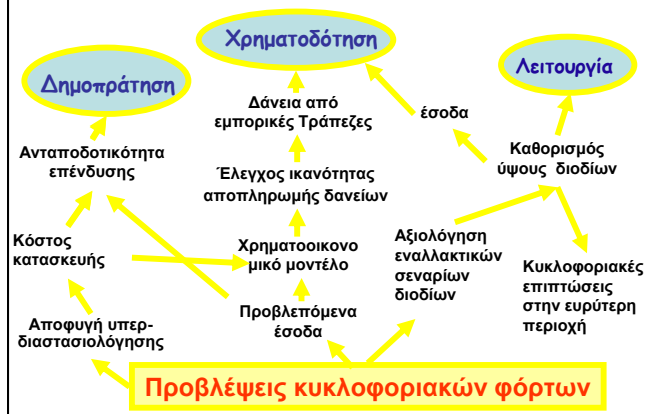 Χρηματοδότηση
Δημοπράτηση
Λειτουργία
Δάνεια από
εμπορικές Τράπεζες
έσοδα
Ανταποδοτικότητα
επένδυσης
Καθορισμός
ύψους διοδίων
Έλεγχος ικανότητας
αποπληρωμής δανείων
Κόστος
κατασκευής
Χρηματοοικονο
μικό μοντέλο
Αξιολόγηση
εναλλακτικών
σεναρίων
διοδίων
Κυκλοφοριακές
επιπτώσεις
στην ευρύτερη
περιοχή
Αποφυγή υπερ-
διαστασιολόγησης
Προβλεπόμενα
έσοδα
Προβλέψεις κυκλοφοριακών φόρτων